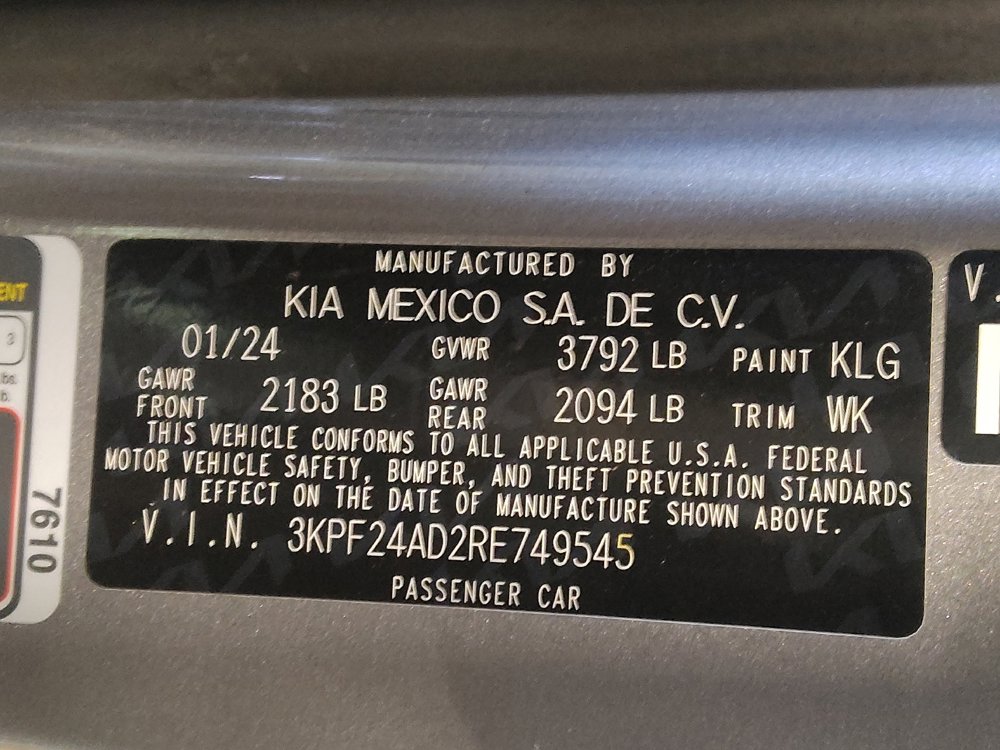 MANUFACTURED BY
KIA MEXICO S.A. DE C.V.
01/24 GVWR 3792 LB PAINT KLG
GAWR FRONT 2183 LB GAWR REAR 2094 LB TRIM WK
THIS VEHICLE CONFORMS TO ALL APPLICABLE U.S.A. FEDERAL
MOTOR VEHICLE SAFETY, BUMPER, AND THEFT PREVENTION STANDARDS
IN EFFECT ON THE DATE OF MANUFACTURE SHOWN ABOVE.
V.I.N. 3KPF24AD2RE749545
PASSENGER CAR
7610
3
V.